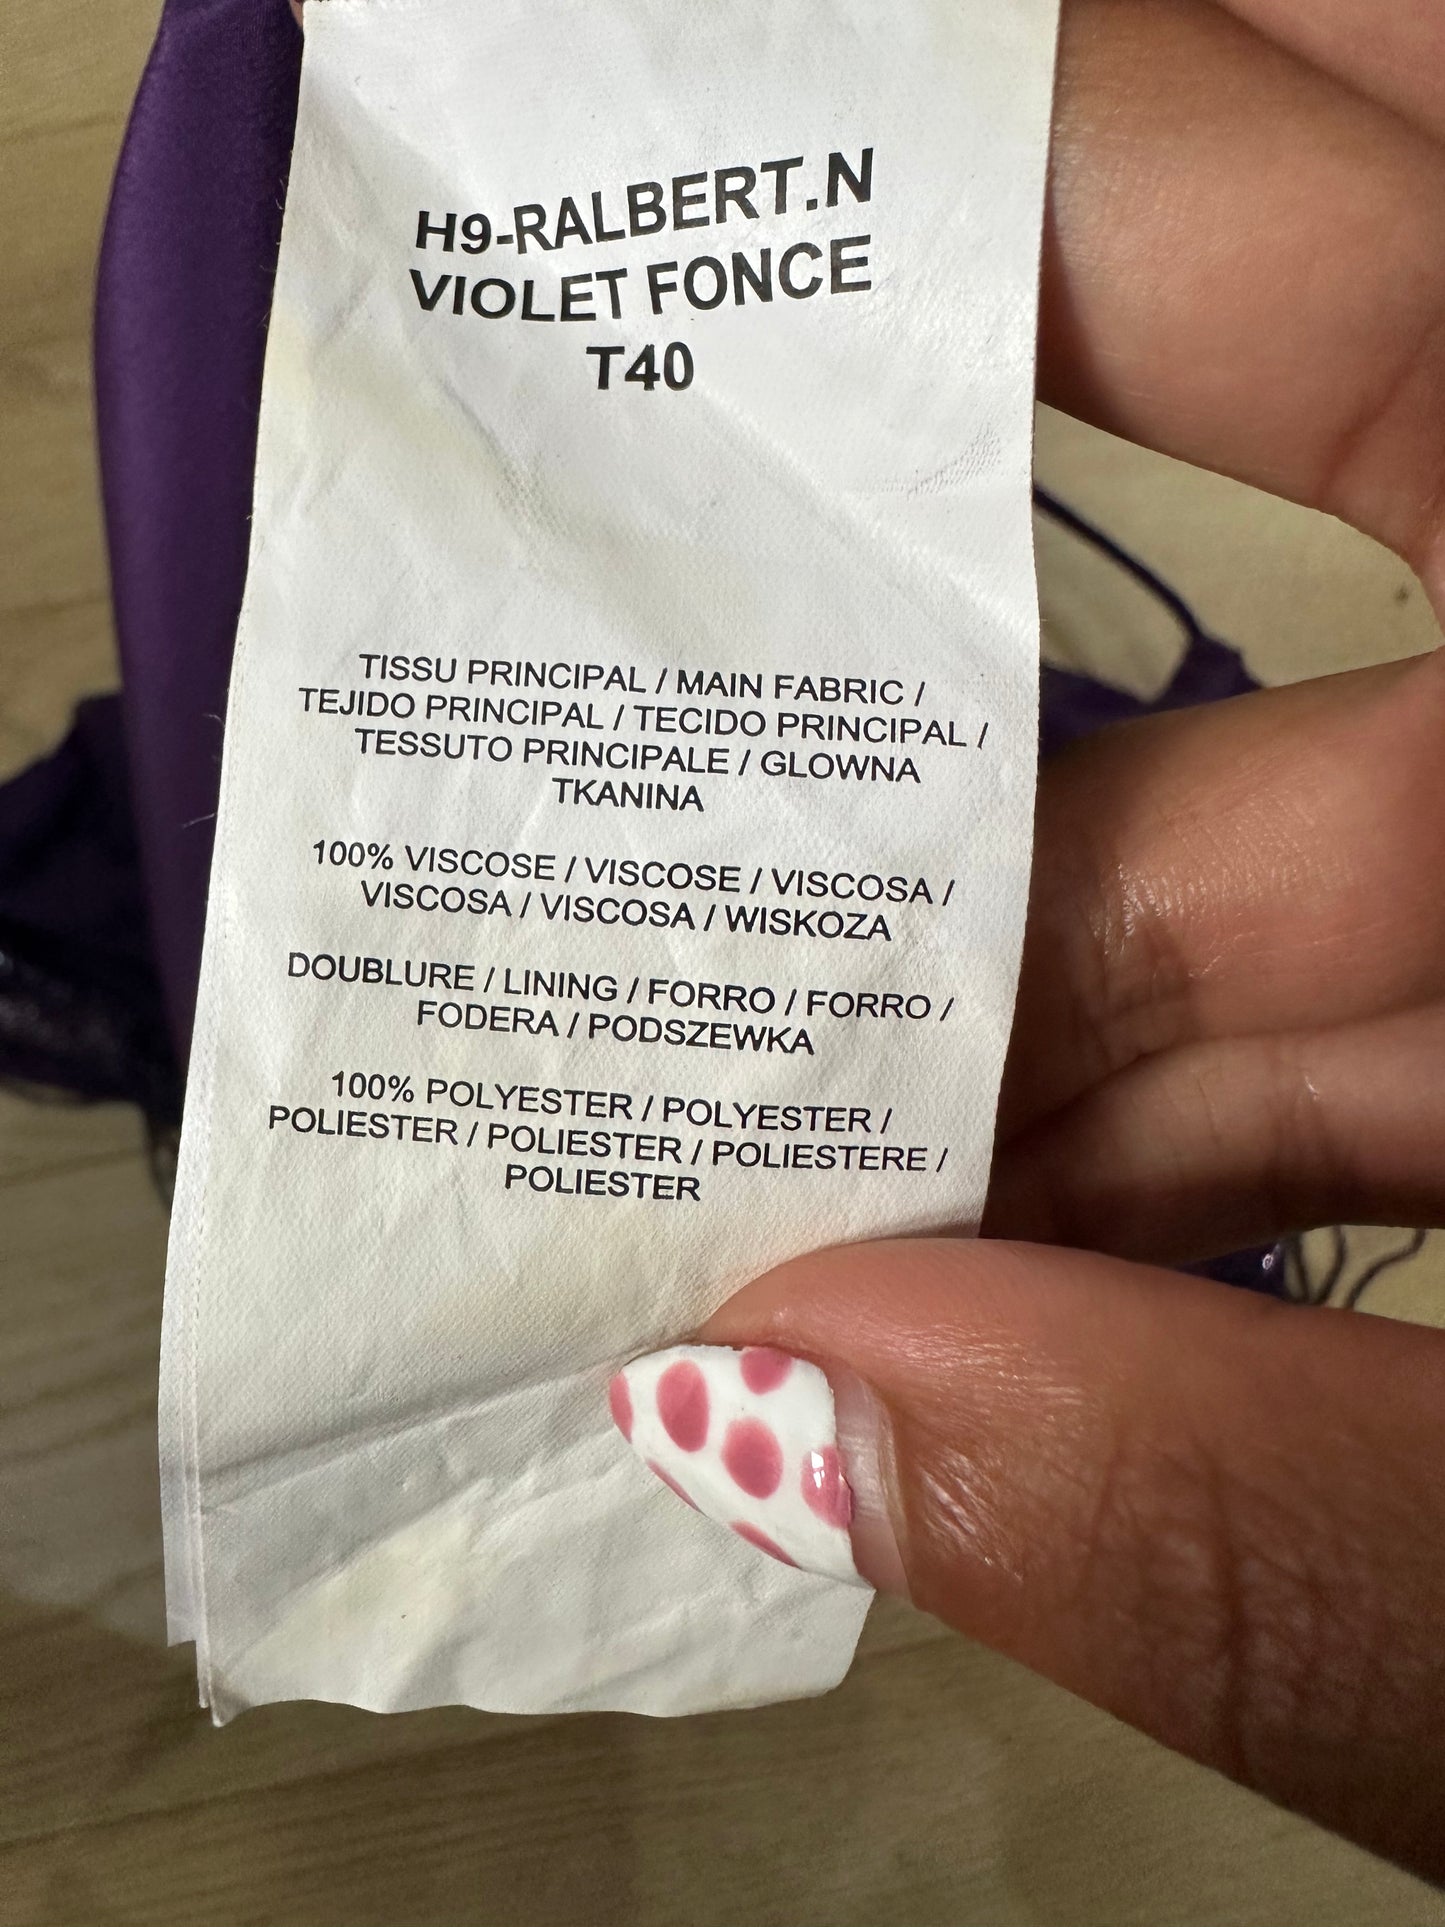 H9-RALBERT.N
VIOLET FONCE
T40
TISSU PRINCIPAL / MAIN FABRIC /
TEJIDO PRINCIPAL / TECIDO PRINCIPAL /
TESSUTO PRINCIPALE / GLOWNA
TKANINA
100% VISCOSE / VISCOSE / VISCOSA /
VISCOSA / VISCOSA / WISKOZA
DOUBLURE / LINING / FORRO / FORRO /
FODERA / PODSZEWKA
100% POLYESTER / POLYESTER /
POLIESTER / POLIESTER / POLIESTERE /
POLIESTER